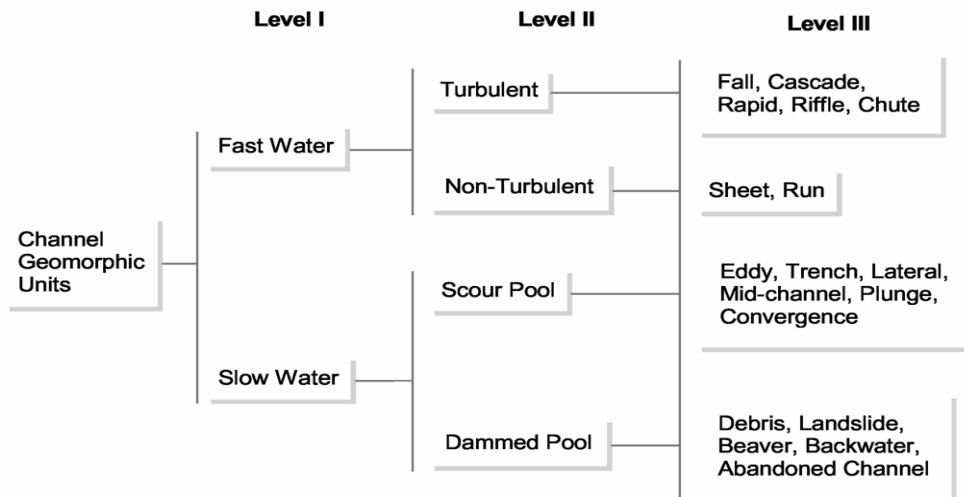 Level I
Level II
Level III
Channel
Geomorphic
Units
Fast Water
Slow Water
Turbulent
Non-Turbulent
Scour Pool
Dammed Pool
Fall, Cascade,
Rapid, Riffle, Chute
Sheet, Run
Eddy, Trench, Lateral,
Mid-channel, Plunge,
Convergence
Debris, Landslide,
Beaver, Backwater,
Abandoned Channel